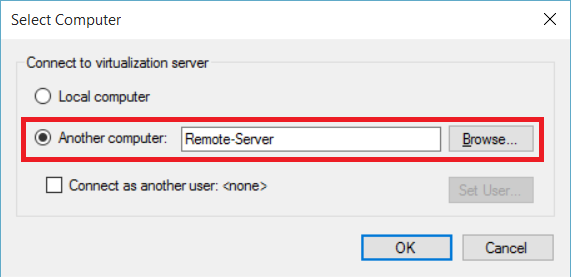 Select Computer
Connect to virtualization server
Local computer
Another computer: Remote-Server Browse...
Connect as another user: <none>
Set User...
OK Cancel